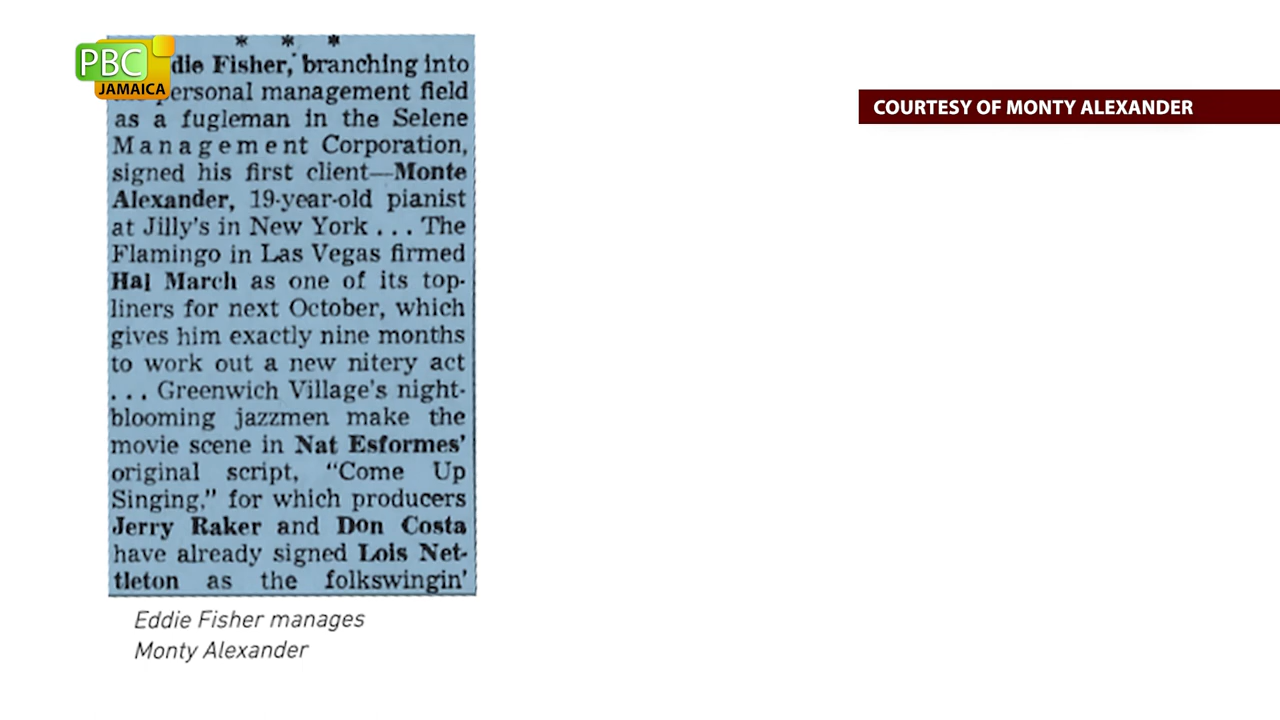 PBC
JAMAICA
* * *
die Fisher, branching into
personal management field
as a fugleman in the Selene
Management Corporation,
signed his first client—Monte
Alexander, 19-year-old pianist
at Jilly's in New York . . . The
Flamingo in Las Vegas firmed
Hal March as one of its top-
liners for next October, which
gives him exactly nine months
to work out a new nitery act
. . . Greenwich Village's night-
blooming jazzmen make the
movie scene in Nat Esformes'
original script, “Come Up
Singing,” for which producers
Jerry Raker and Don Costa
have already signed Lois Net-
tleton as the folkswingin'
Eddie Fisher manages
Monty Alexander
COURTESY OF MONTY ALEXANDER